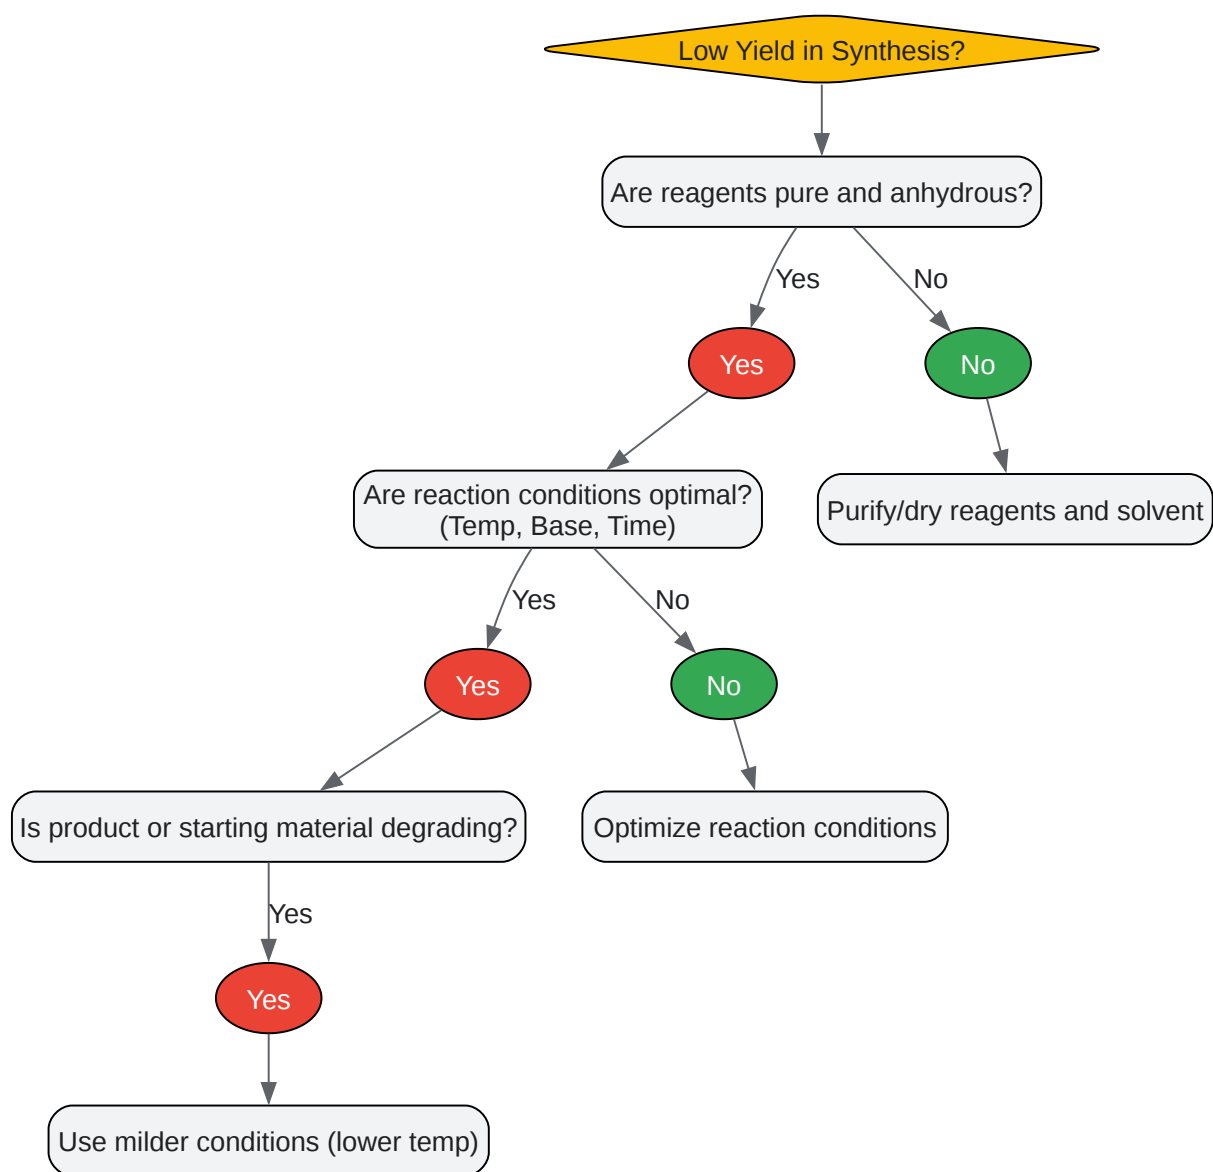 Low Yield in Synthesis?
Are reagents pure and anhydrous?
Yes
No
Yes
No
Are reaction conditions optimal?
(Temp, Base, Time)
Purify/dry reagents and solvent
Yes
No
Yes
No
Is product or starting material degrading?
Optimize reaction conditions
Yes
Yes
Use milder conditions (lower temp)